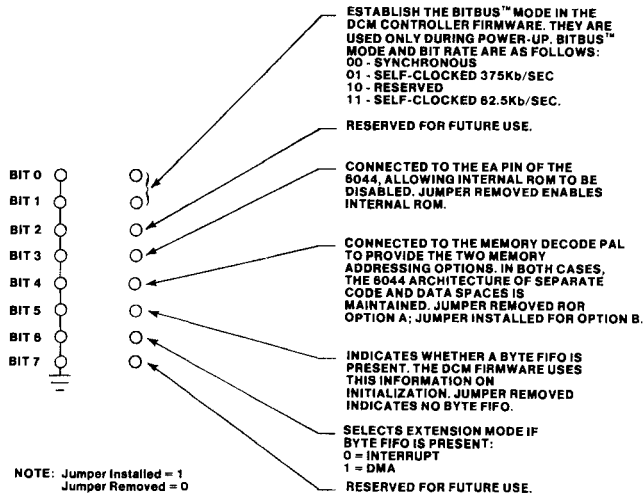 ESTABLISH THE BITBUS™ MODE IN THE
DCM CONTROLLER FIRMWARE. THEY ARE
USED ONLY DURING POWER-UP. BITBUS™
MODE AND BIT RATE ARE AS FOLLOWS:
00 - SYNCHRONOUS
01 - SELF-CLOCKED 375Kb/SEC
10 - RESERVED
11 - SELF-CLOCKED 62.5Kb/SEC.
RESERVED FOR FUTURE USE.
BIT 0
BIT 1
BIT 2
BIT 3
BIT 4
BIT 5
BIT 6
BIT 7
CONNECTED TO THE EA PIN OF THE
8044, ALLOWING INTERNAL ROM TO BE
DISABLED. JUMPER REMOVED ENABLES
INTERNAL ROM.
CONNECTED TO THE MEMORY DECODE PAL
TO PROVIDE THE TWO MEMORY
ADDRESSING OPTIONS. IN BOTH CASES,
THE 8044 ARCHITECTURE OF SEPARATE
CODE AND DATA SPACES IS
MAINTAINED. JUMPER REMOVED ROR
OPTION A; JUMPER INSTALLED FOR OPTION B.
INDICATES WHETHER A BYTE FIFO IS
PRESENT. THE DCM FIRMWARE USES
THIS INFORMATION ON
INITIALIZATION. JUMPER REMOVED
INDICATES NO BYTE FIFO.
SELECTS EXTENSION MODE IF
BYTE FIFO IS PRESENT:
0 = INTERRUPT
1 = DMA
RESERVED FOR FUTURE USE.
NOTE: Jumper Installed = 1
Jumper Removed = 0